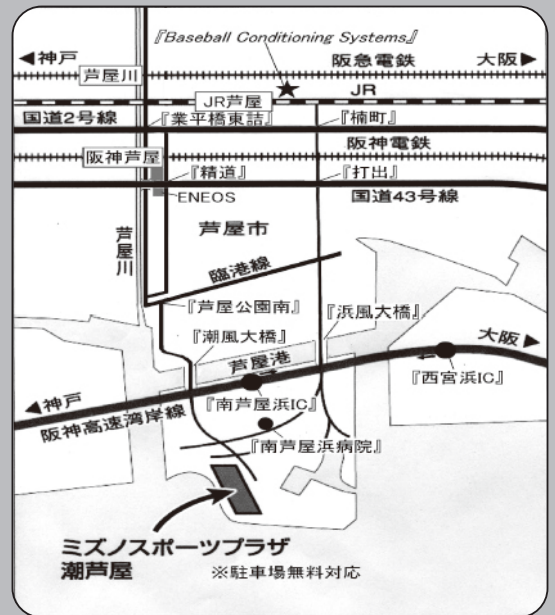 『Baseball Conditioning Systems』
◀神戸
阪急電鉄
大阪▶
芦屋川
JR
JR芦屋
国道2号線
『業平橋東詰』
『楠町』
阪神電鉄
阪神芦屋
『精道』
『打出』
ENEOS
国道43号線
芦屋川
芦屋市
臨港線
『芦屋公園南』
『浜風大橋』
『潮風大橋』
大阪▶
芦屋港
『西宮浜IC』
◀神戸
『南芦屋浜IC』
阪神高速湾岸線
『南芦屋浜病院』
ミズノスポーツプラザ
潮芦屋
※駐車場無料対応